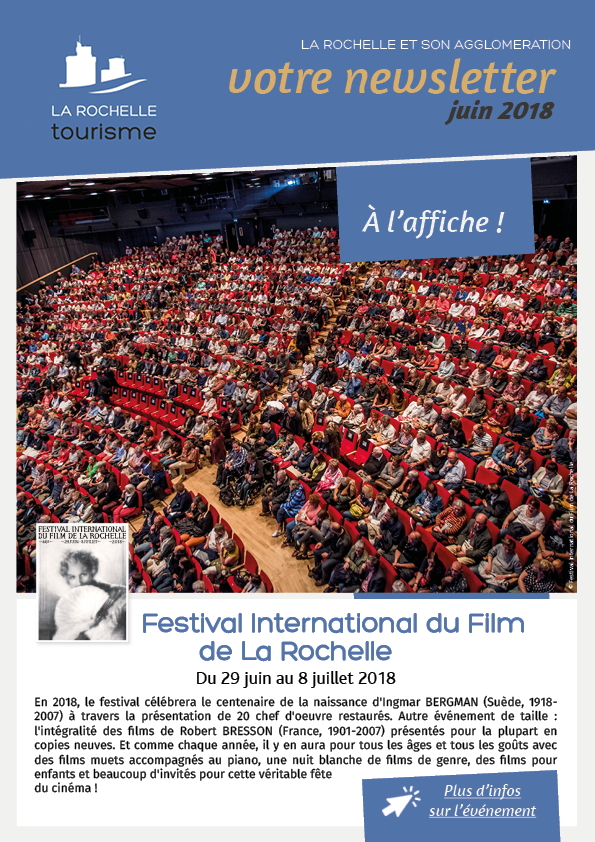 LA ROCHELLE
tourisme
LA ROCHELLE ET SON AGGLOMERATION
votre newsletter
juin 2018
À l'affiche !
© Festival International du Film de La Rochelle
FESTIVAL INTERNATIONAL
DU FILM DE LA ROCHELLE
Festival International du Film
de La Rochelle
Du 29 juin au 8 juillet 2018
En 2018, le festival célébrera le centenaire de la naissance d'Ingmar BERGMAN (Suède, 1918-
2007) à travers la présentation de 20 chef d'oeuvre restaurés. Autre événement de taille :
l'intégralité des films de Robert BRESSON (France, 1901-2007) présentés pour la plupart en
copies neuves. Et comme chaque année, il y en aura pour tous les âges et tous les goûts avec
des films muets accompagnés au piano, une nuit blanche de films de genre, des films pour
enfants et beaucoup d'invités pour cette véritable fête
du cinéma !
Plus d'infos
sur l'événement